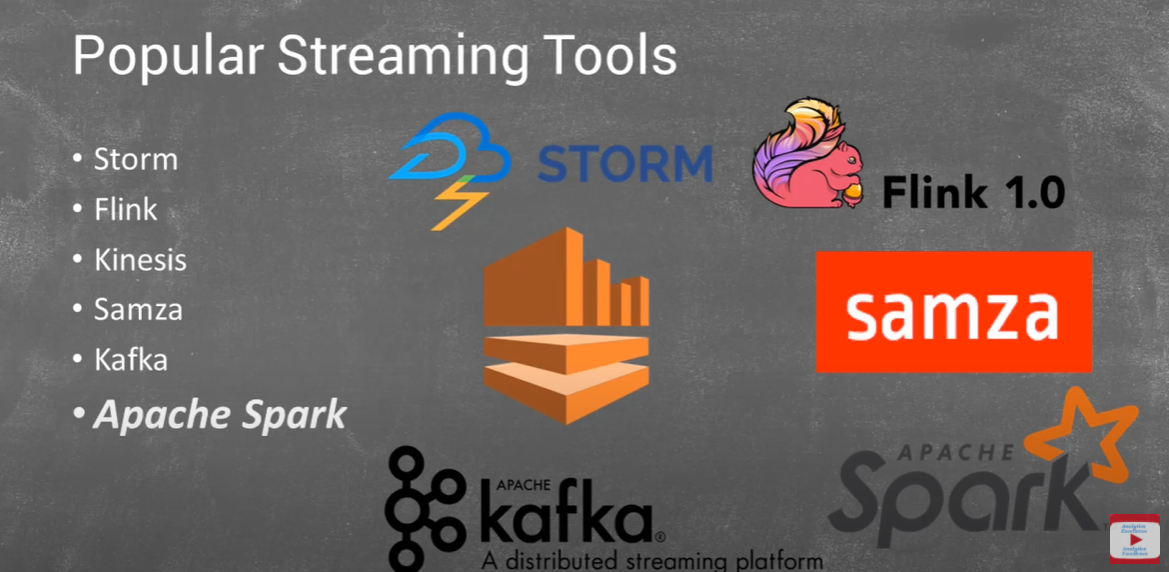 Popular Streaming Tools
• Storm
• Flink
• Kinesis
• Samza
• Kafka
• Apache Spark
STORM
Flink 1.0
samza
APACHE
Spark
APACHE
kafka®
A distributed streaming platform